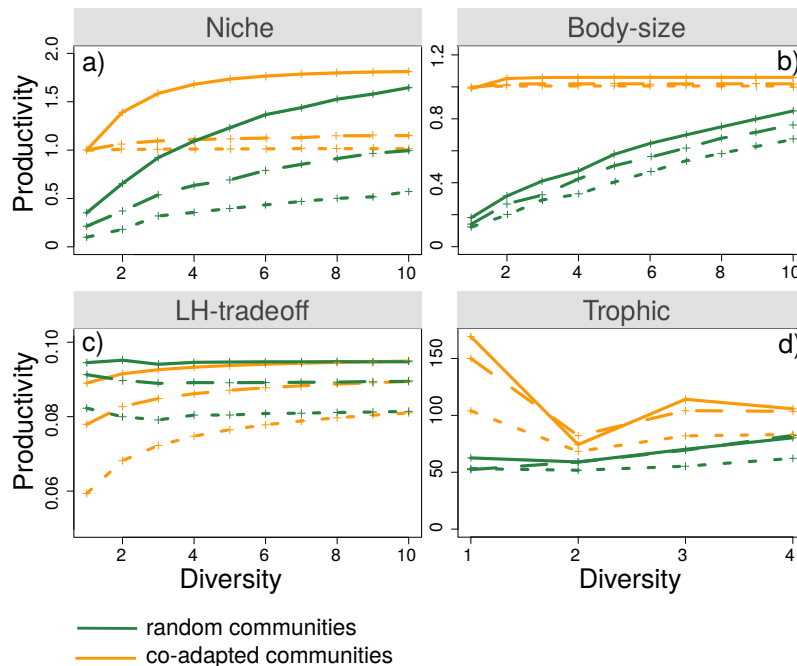 Niche
Body-size
a)
b)
Productivity
2.0
1.5
1.0
0.5
0
1.2
0.8
0.4
0
2 4 6 8 10
2 4 6 8 10
LH-tradeoff
Trophic
c)
d)
Productivity
0.10
0.08
0.06
150
100
50
0
2 4 6 8 10
1 2 3 4
Diversity
Diversity
random communities
co-adapted communities